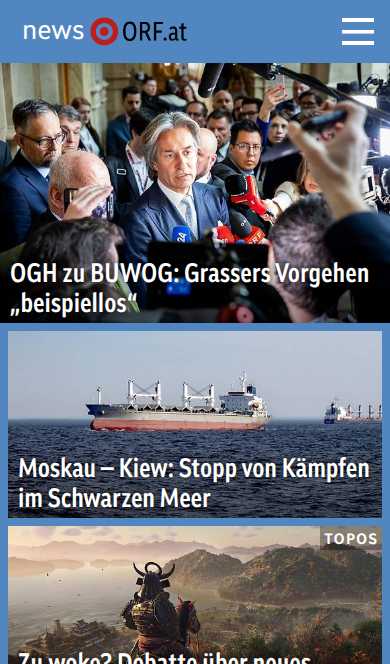 news ORF.at
OGH zu BUWOG: Grassers Vorgehen
„beispiellos“
24
Moskau – Kiew: Stopp von Kämpfen
im Schwarzen Meer
TOPOS
Zu woke? Debatte über neues